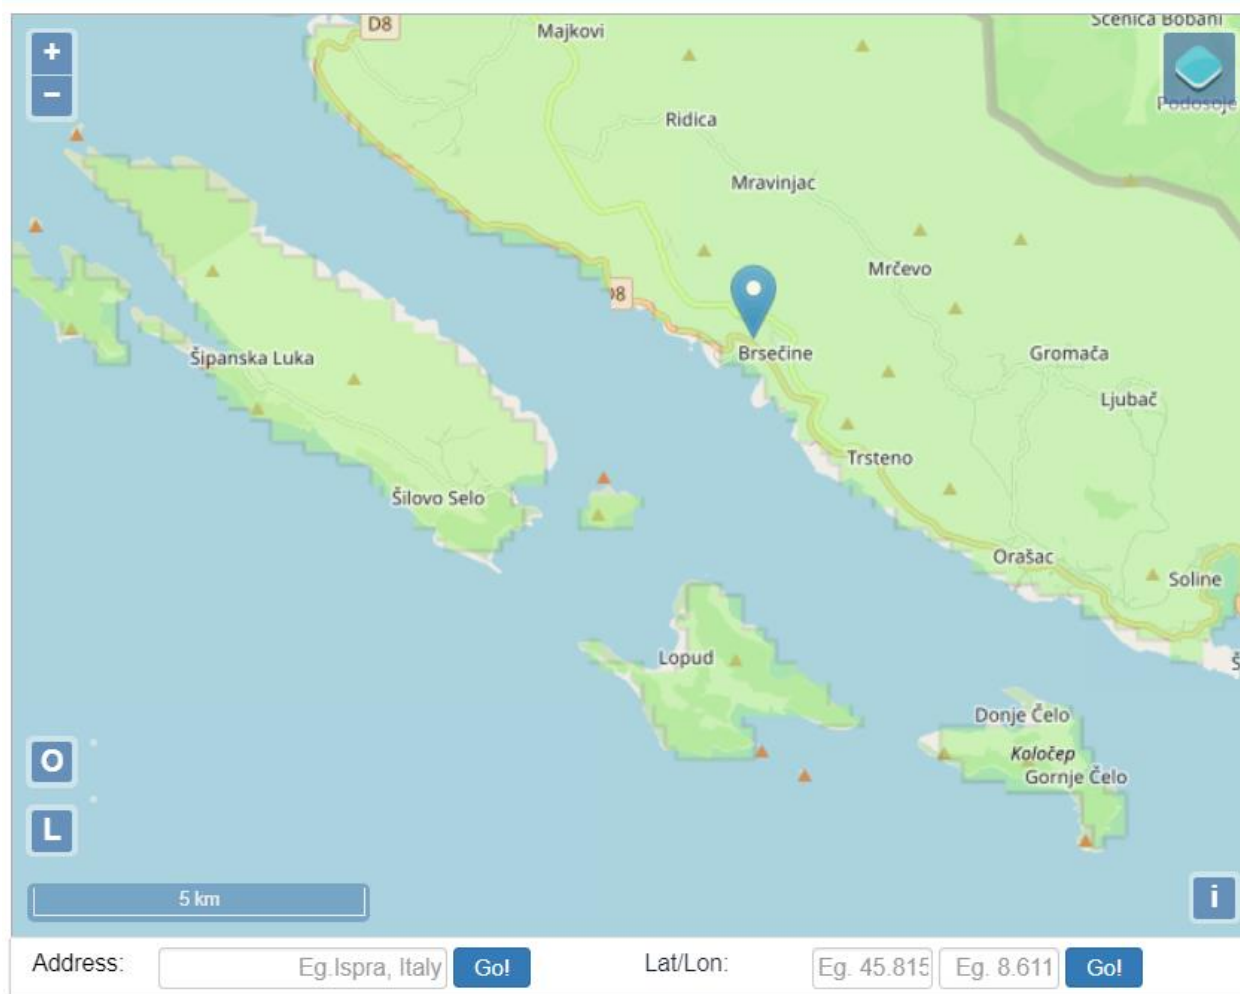 D8
Majkovi
Scenica Bobani
+
−
Podosoje
Ridica
Mravinjac
Mrčevo
Brsečine
Šipanska Luka
Gromača
Ljubač
Trsteno
Šilovo Selo
Orašac
Soline
Lopud
Donje Čelo
Koločep
Gornje Čelo
O
L
5 km
i
Address: Eg.Ispra, Italy Go! Lat/Lon: Eg. 45.815 Eg. 8.611 Go!